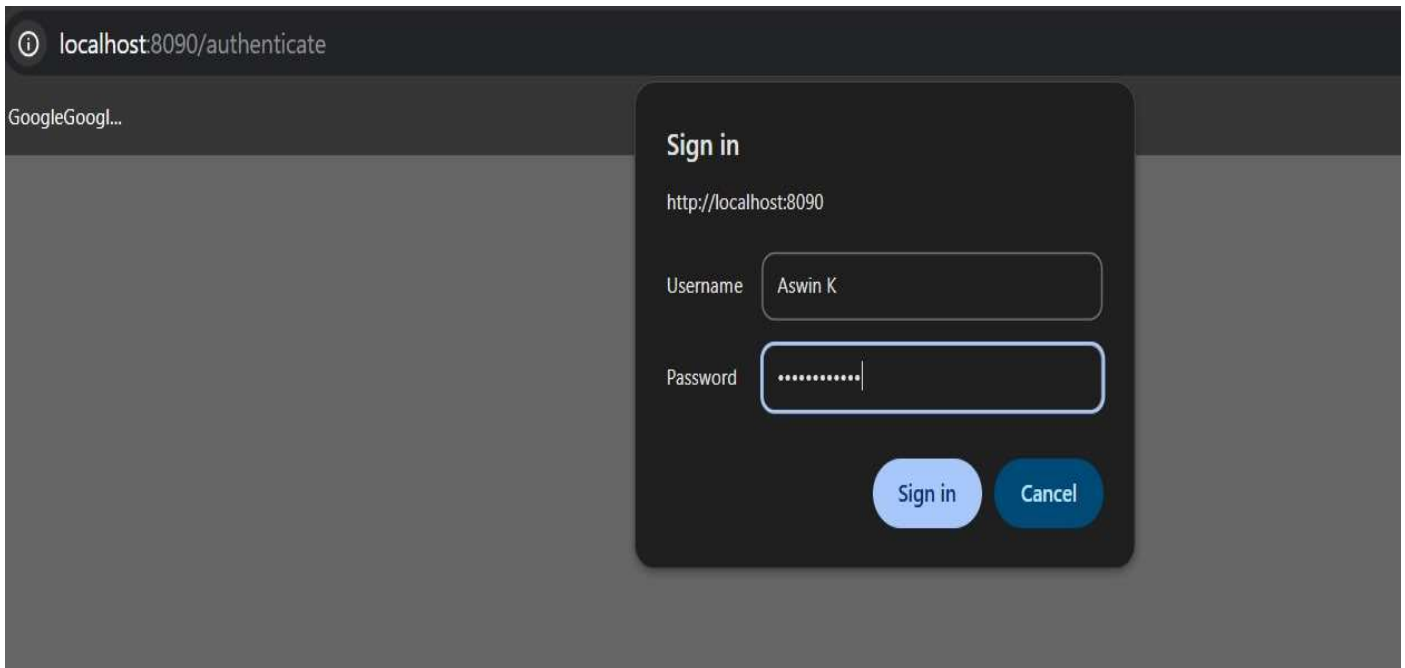 localhost:8090/authenticate
GoogleGoogl...
Sign in
http://localhost:8090
Username Aswin K
Password ••••••••••••
Sign in Cancel